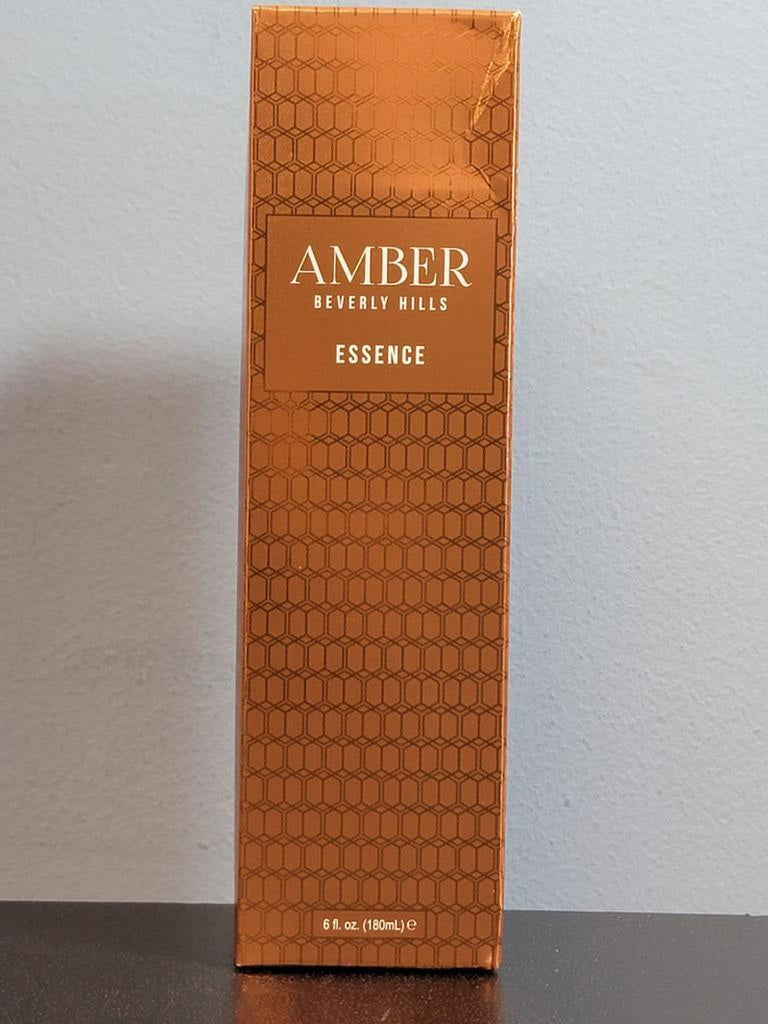 AMBER
BEVERLY HILLS
ESSENCE
6 fl. oz. (180mL) ℮